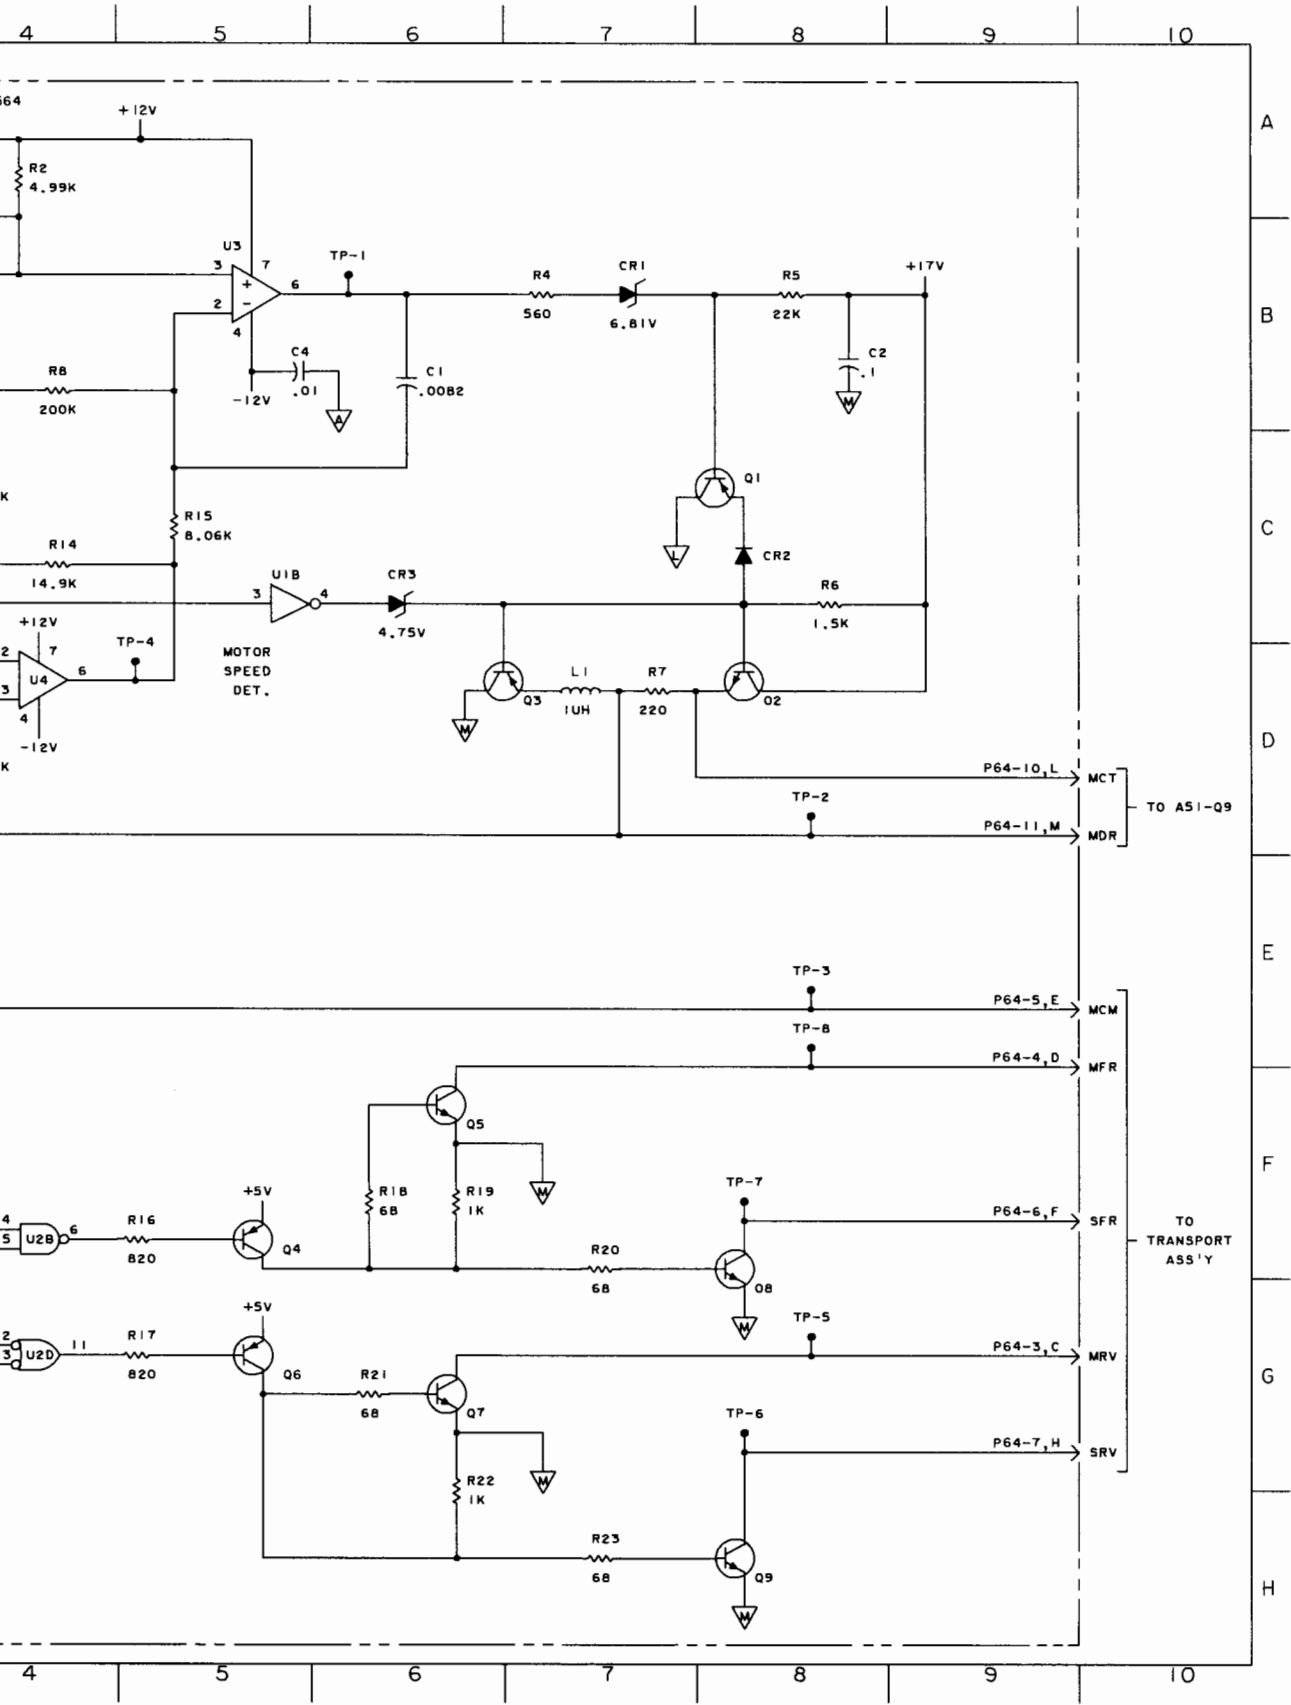 4 5 6 7 8 9 10
564
+12V
A
R2
4.99K
U3
3 7
TP-1
6
R4
560
CR1
6.81V
R5
22K
+17V
B
2
4
C4
.01
-12V
A
C1
.0082
C2
.1
M
R8
200K
K
R15
8.06K
Q1
L
CR2
C
R14
14.9K
3 U1B 4
CR3
4.75V
R6
1.5K
MOTOR
SPEED
DET.
+12V
2 7
U4
3
6
4
-12V
K
TP-4
Q3
M
L1
1UH
R7
220
Q2
D
P64-10,L
MCT
TP-2
P64-11,M
MDR
TO A51-Q9
E
TP-3
P64-5,E
MCM
TP-8
P64-4,D
MFR
Q5
M
F
R18
68
R19
1K
TP-7
P64-6,F
SFR
4
5
U2B
6
R16
820
+5V
Q4
R20
68
Q8
M
TO
TRANSPORT
ASS'Y
+5V
TP-5
P64-3,C
MRV
2
3
U2D
11
R17
820
Q6
R21
68
Q7
M
G
TP-6
P64-7,H
SRV
R22
1K
R23
68
Q9
M
H
4 5 6 7 8 9 10